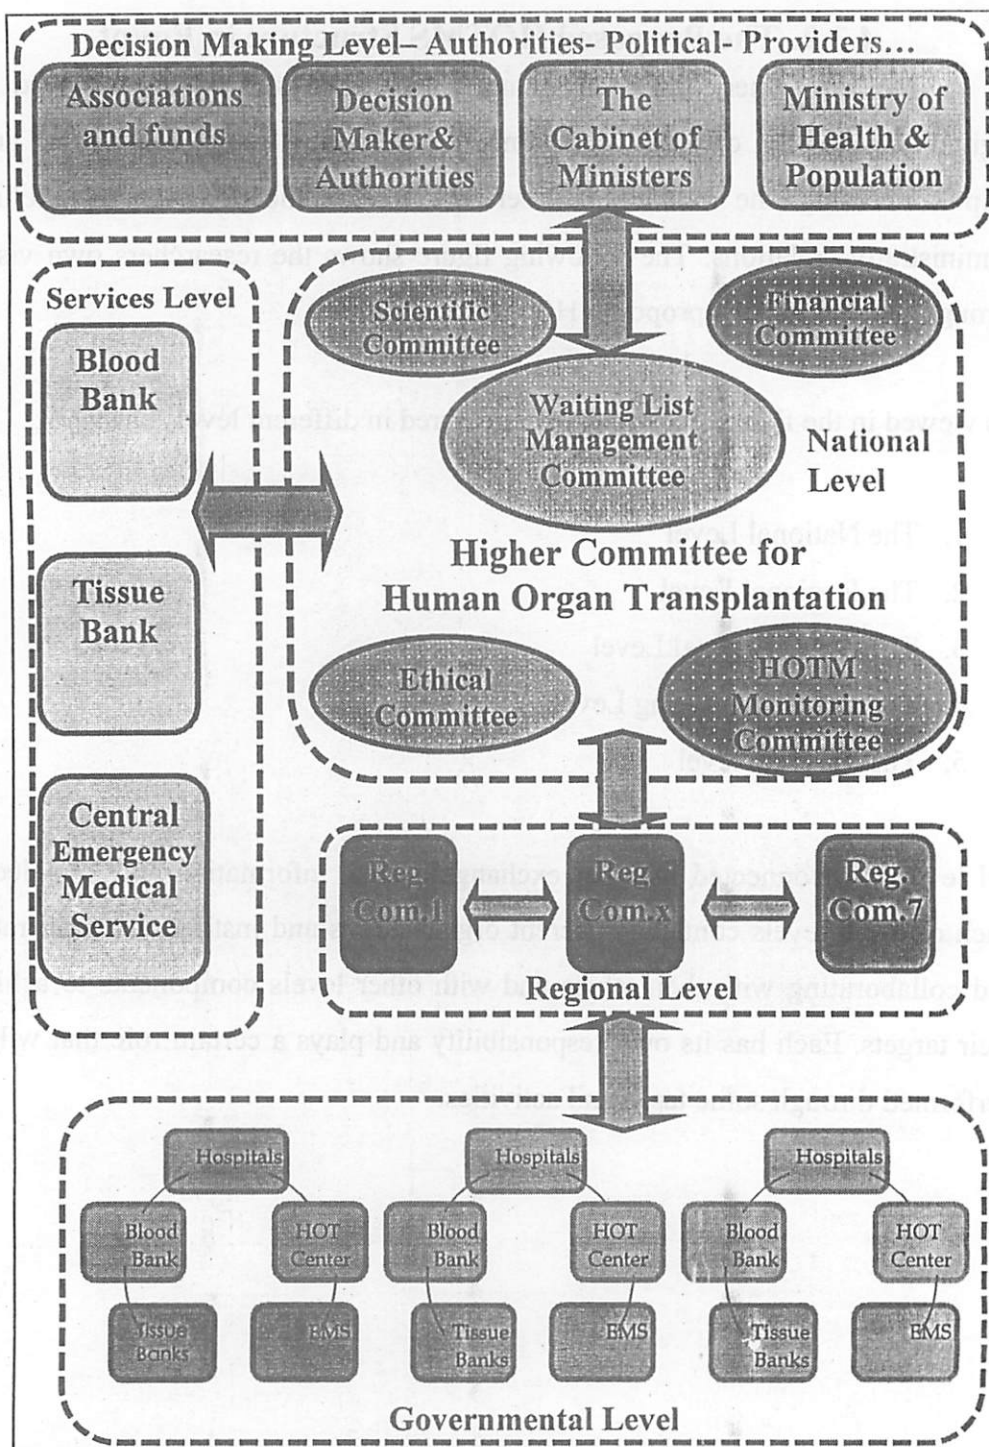 Decision Making Level– Authorities- Political- Providers...
Associations
and funds
Decision
Maker&
Authorities
The
Cabinet of
Ministers
Ministry of
Health &
Population
Services Level
Blood
Bank
Tissue
Bank
Central
Emergency
Medical
Service
Scientific
Committee
Financial
Committee
Waiting List
Management
Committee
National
Level
Higher Committee for
Human Organ Transplantation
Ethical
Committee
HOTM
Monitoring
Committee
Reg.
Com.1
Reg.
Com.x
Reg.
Com.7
Regional Level
Hospitals
Blood
Bank
HOT
Center
Tissue
Banks
EMS
Hospitals
Blood
Bank
HOT
Center
Tissue
Banks
EMS
Hospitals
Blood
Bank
HOT
Center
Tissue
Banks
EMS
Governmental Level